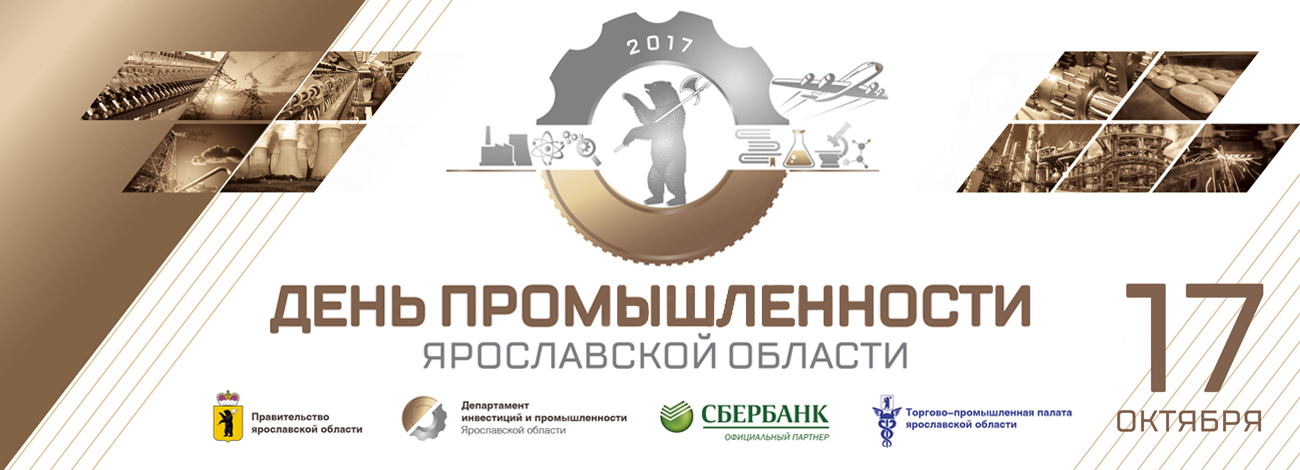 2017
ДЕНЬ ПРОМЫШЛЕННОСТИ
ЯРОСЛАВСКОЙ ОБЛАСТИ
17
ОКТЯБРЯ
Правительство
ярославской области
Департамент
инвестиций и промышленности
Ярославской области
СБЕРБАНК
ОФИЦИАЛЬНЫЙ ПАРТНЕР
Торгово-промышленная палата
ярославской области